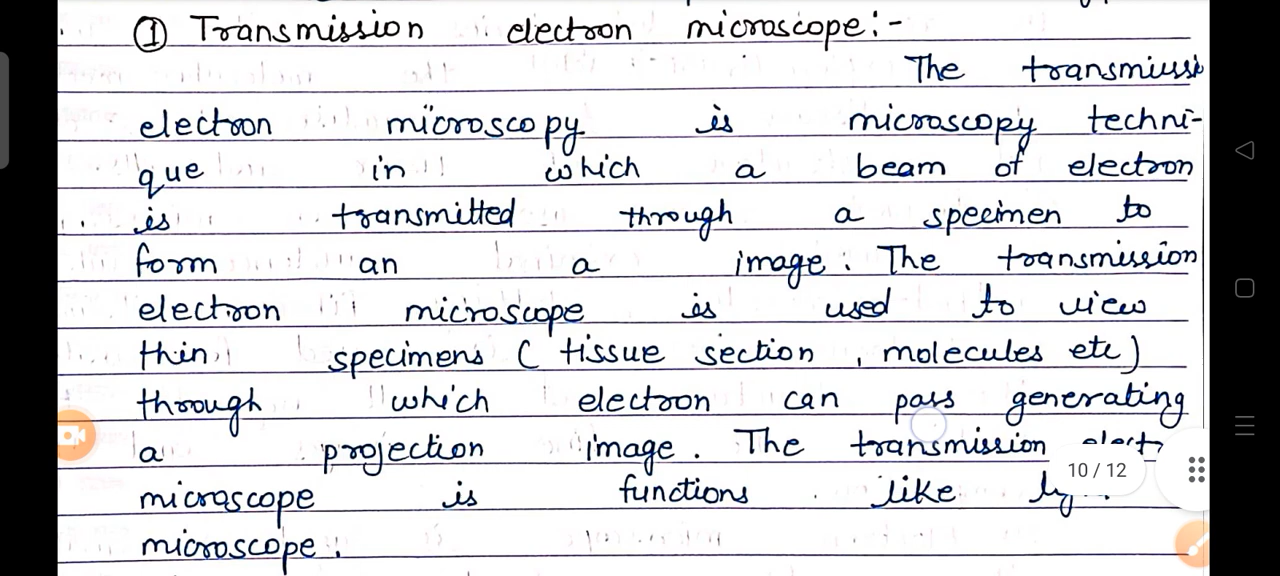 ① Transmission electron microscope:-
The transmiussi
electron microscopy is microscopy techni-
que in which a beam of electron
is transmitted through a specimen to
form an a image. The transmission
electron microscope is used to view
thin specimens ( tissue section, molecules etc)
through which electron can pass generating
a projection image. The transmission elect
10 / 12
microscope is functions like
microscope.